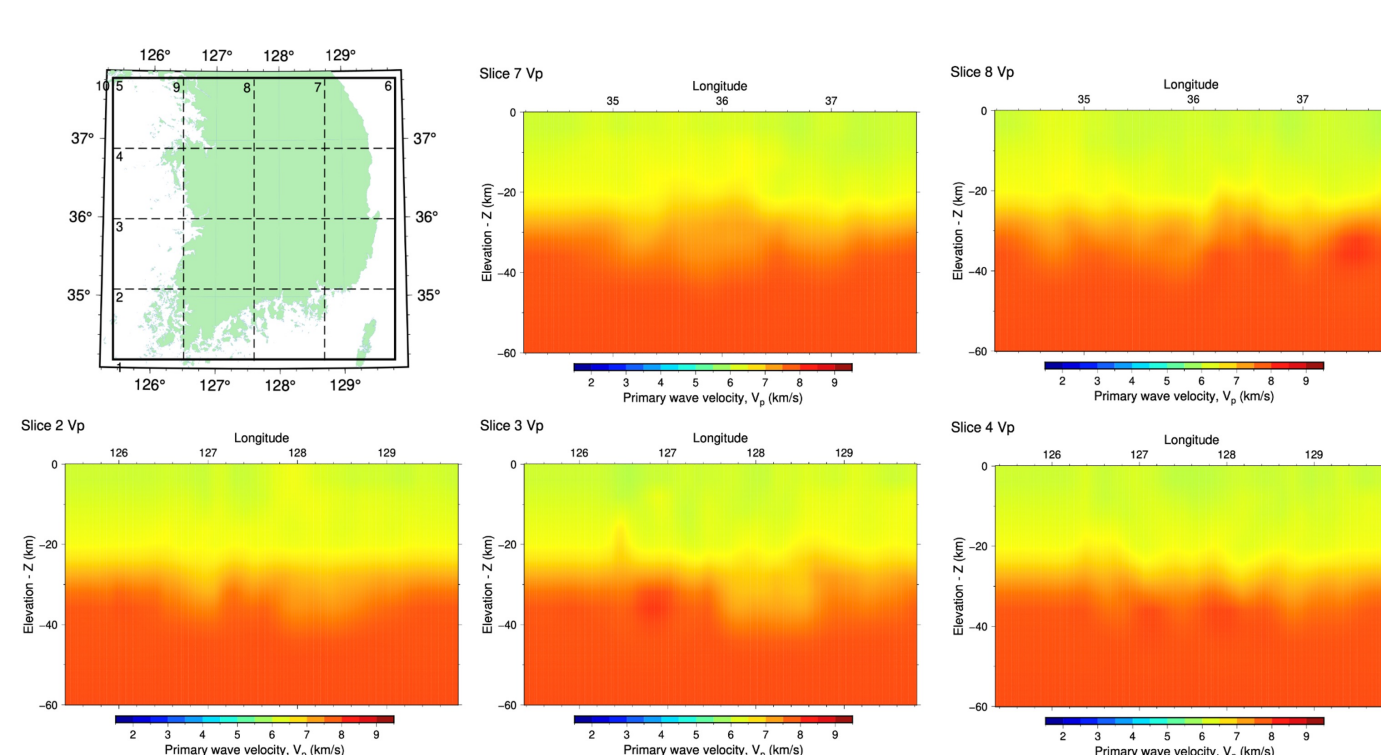 126° 127° 128° 129°
10 5 9 8 7 6
37° 37°
4
36° 36°
3
35° 35°
2
1
126° 127° 128° 129°
Slice 7 Vp
Longitude
35 36 37
0
−20
−40
−60
Elevation - Z (km)
2 3 4 5 6 7 8 9
Primary wave velocity, Vp (km/s)
Slice 8 Vp
Longitude
35 36 37
0
−20
−40
−60
Elevation - Z (km)
2 3 4 5 6 7 8 9
Primary wave velocity, Vp (km/s)
Slice 2 Vp
Longitude
126 127 128 129
0
−20
−40
−60
Elevation - Z (km)
2 3 4 5 6 7 8 9
Primary wave velocity, Vp (km/s)
Slice 3 Vp
Longitude
126 127 128 129
0
−20
−40
−60
Elevation - Z (km)
2 3 4 5 6 7 8 9
Primary wave velocity, Vp (km/s)
Slice 4 Vp
Longitude
126 127 128 129
0
−20
−40
−60
Elevation - Z (km)
2 3 4 5 6 7 8 9
Primary wave velocity, Vp (km/s)